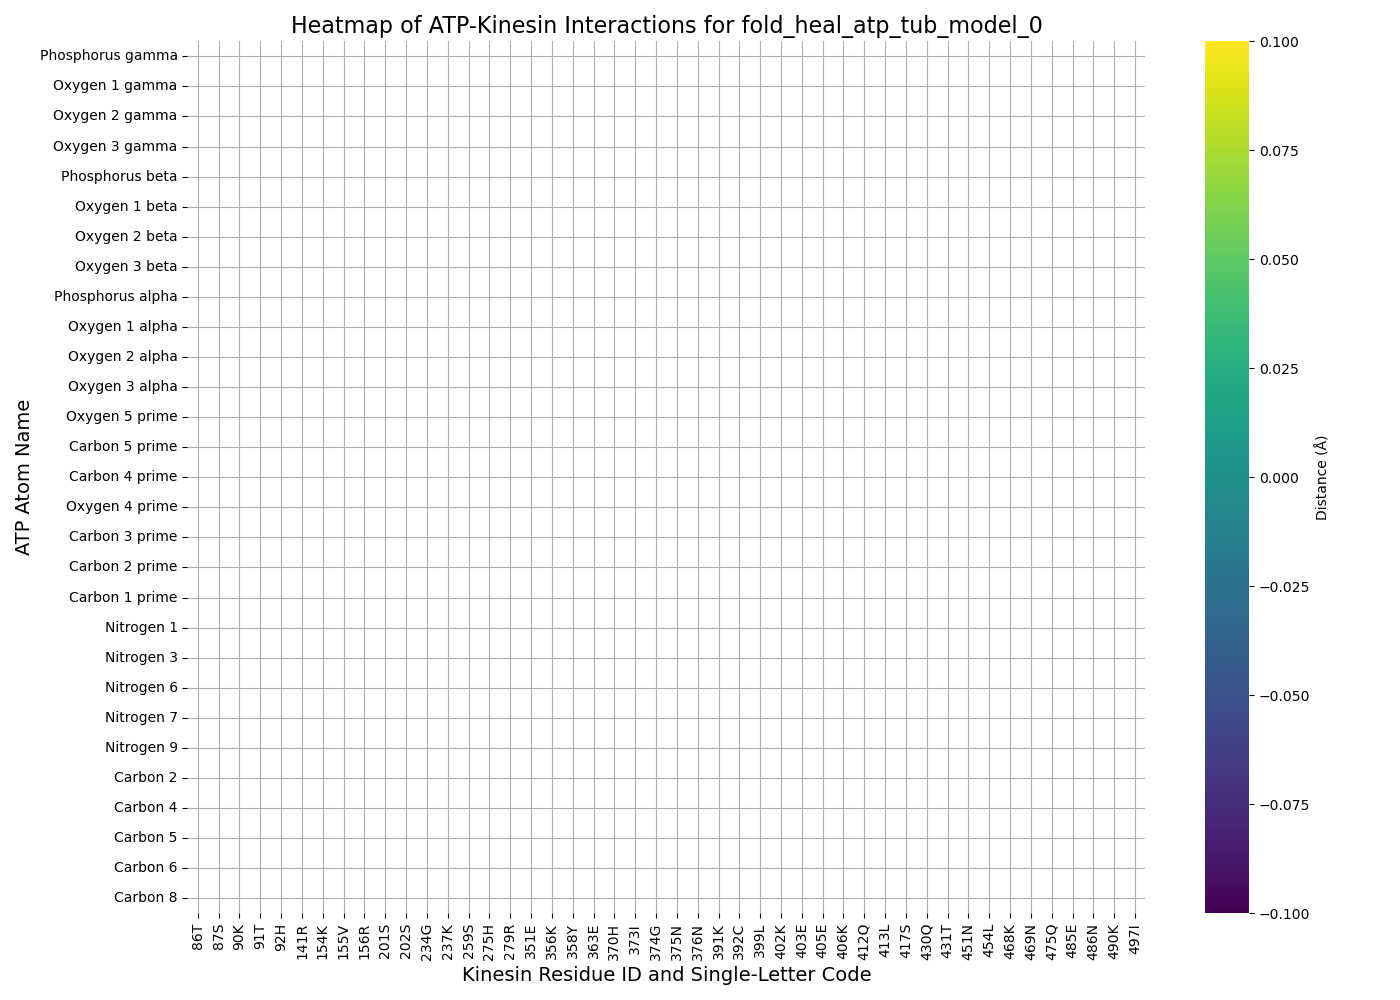 Heatmap of ATP-Kinesin Interactions for fold_heal_atp_tub_model_0
ATP Atom Name
Phosphorus gamma
Oxygen 1 gamma
Oxygen 2 gamma
Oxygen 3 gamma
Phosphorus beta
Oxygen 1 beta
Oxygen 2 beta
Oxygen 3 beta
Phosphorus alpha
Oxygen 1 alpha
Oxygen 2 alpha
Oxygen 3 alpha
Oxygen 5 prime
Carbon 5 prime
Carbon 4 prime
Oxygen 4 prime
Carbon 3 prime
Carbon 2 prime
Carbon 1 prime
Nitrogen 1
Nitrogen 3
Nitrogen 6
Nitrogen 7
Nitrogen 9
Carbon 2
Carbon 4
Carbon 5
Carbon 6
Carbon 8
86T
87S
90K
91T
92H
141R
154K
155V
156R
201S
202S
234G
237K
259S
275H
279R
351E
356K
358Y
363E
370H
373I
374G
375N
376N
391K
392C
399L
402K
403E
405E
406K
412Q
413L
417S
430Q
431T
451N
454L
468K
469N
475Q
485E
486N
490K
497I
Kinesin Residue ID and Single-Letter Code
0.100
0.075
0.050
0.025
0.000
−0.025
−0.050
−0.075
−0.100
Distance (Å)